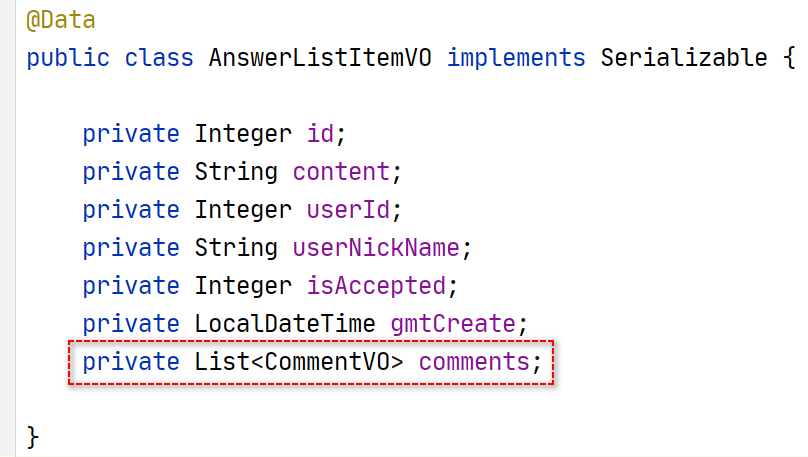 @Data
public class AnswerListItemVO implements Serializable {
private Integer id;
private String content;
private Integer userId;
private String userNickName;
private Integer isAccepted;
private LocalDateTime gmtCreate;
private List<CommentVO> comments;
}